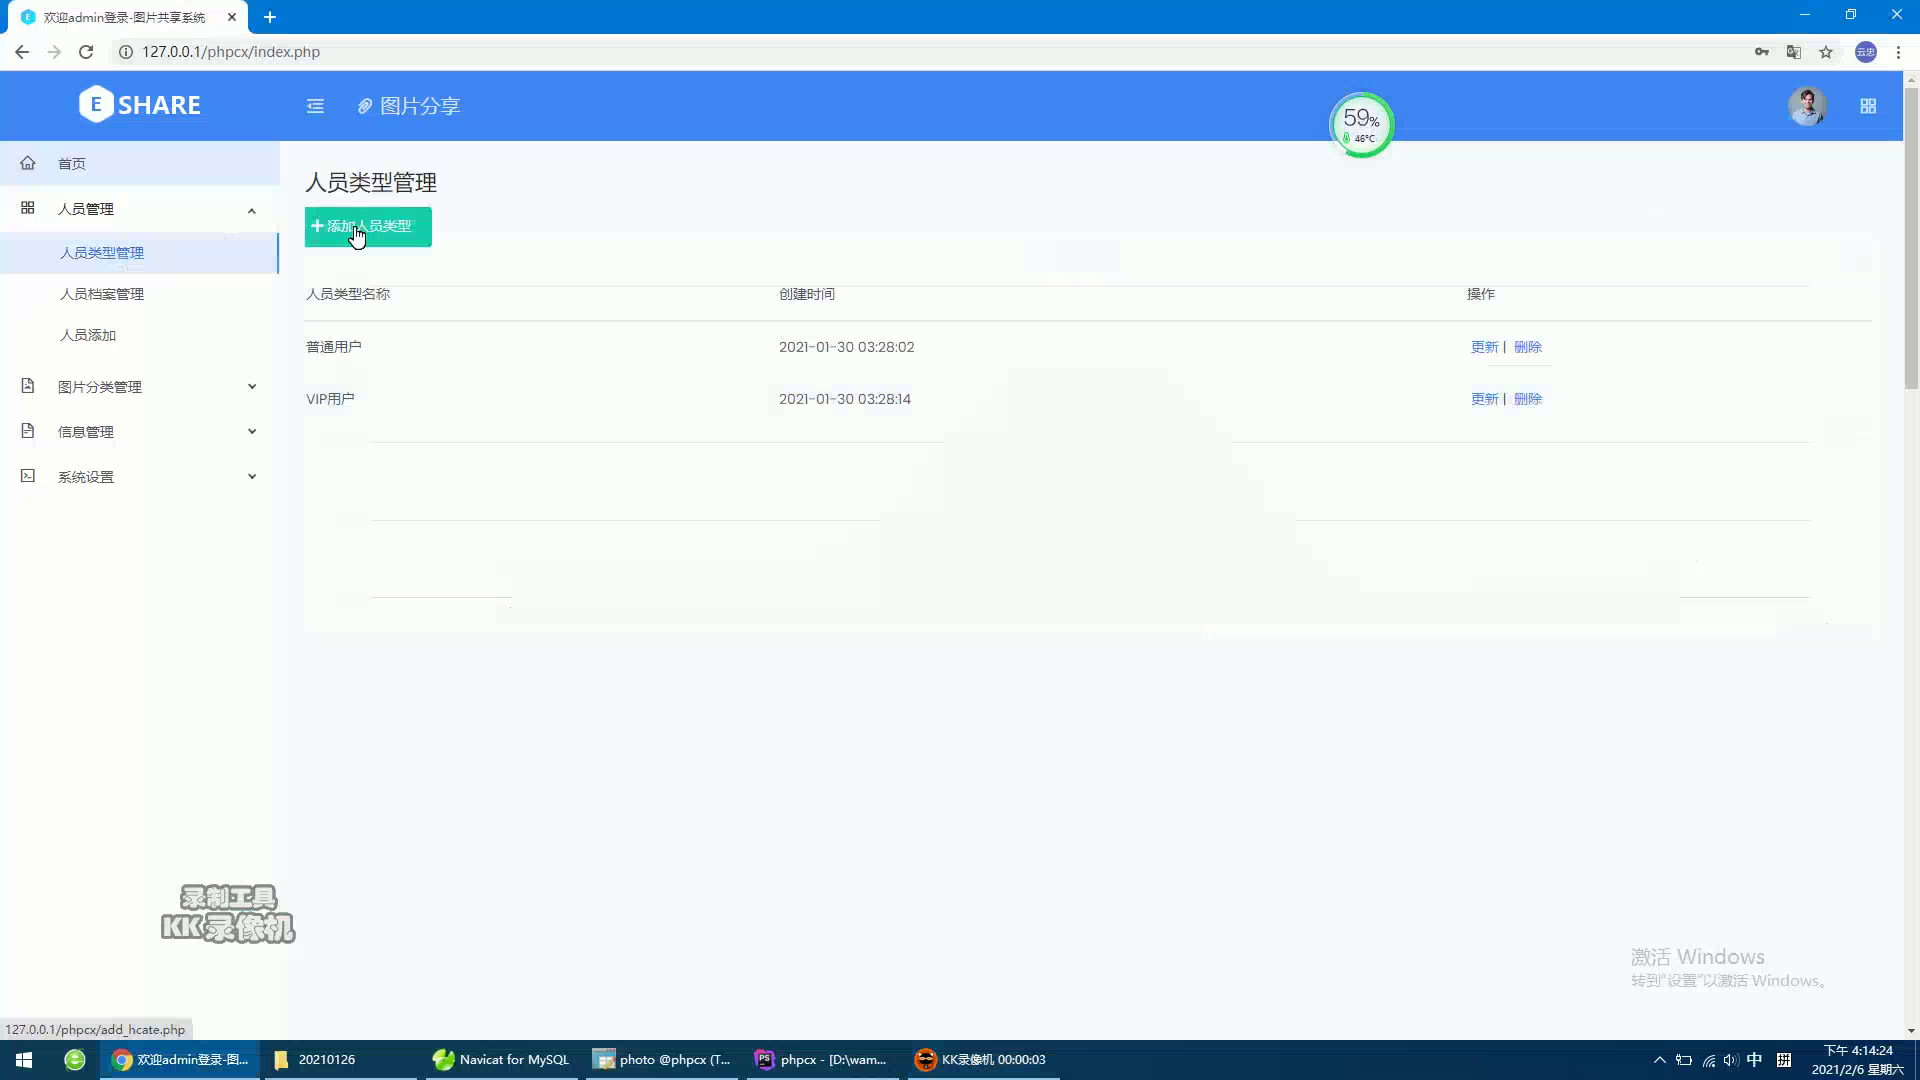 欢迎admin登录-图片共享系统
127.0.0.1/phpcx/index.php
云忠
E SHARE
图片分享
59%
46°C
首页
人员管理
人员类型管理
人员档案管理
人员添加
图片分类管理
信息管理
系统设置
人员类型管理
添加人员类型
人员类型名称 创建时间 操作
普通用户 2021-01-30 03:28:02 更新 | 删除
VIP用户 2021-01-30 03:28:14 更新 | 删除
录制工具
KK录像机
激活 Windows
转到"设置"以激活 Windows。
127.0.0.1/phpcx/add_hcate.php
欢迎admin登录-图...
20210126
Navicat for MySQL
photo @phpcx (T...
phpcx - [D:\wam...
KK录像机 00:00:03
中
拼
下午 4:14:24
2021/2/6 星期六